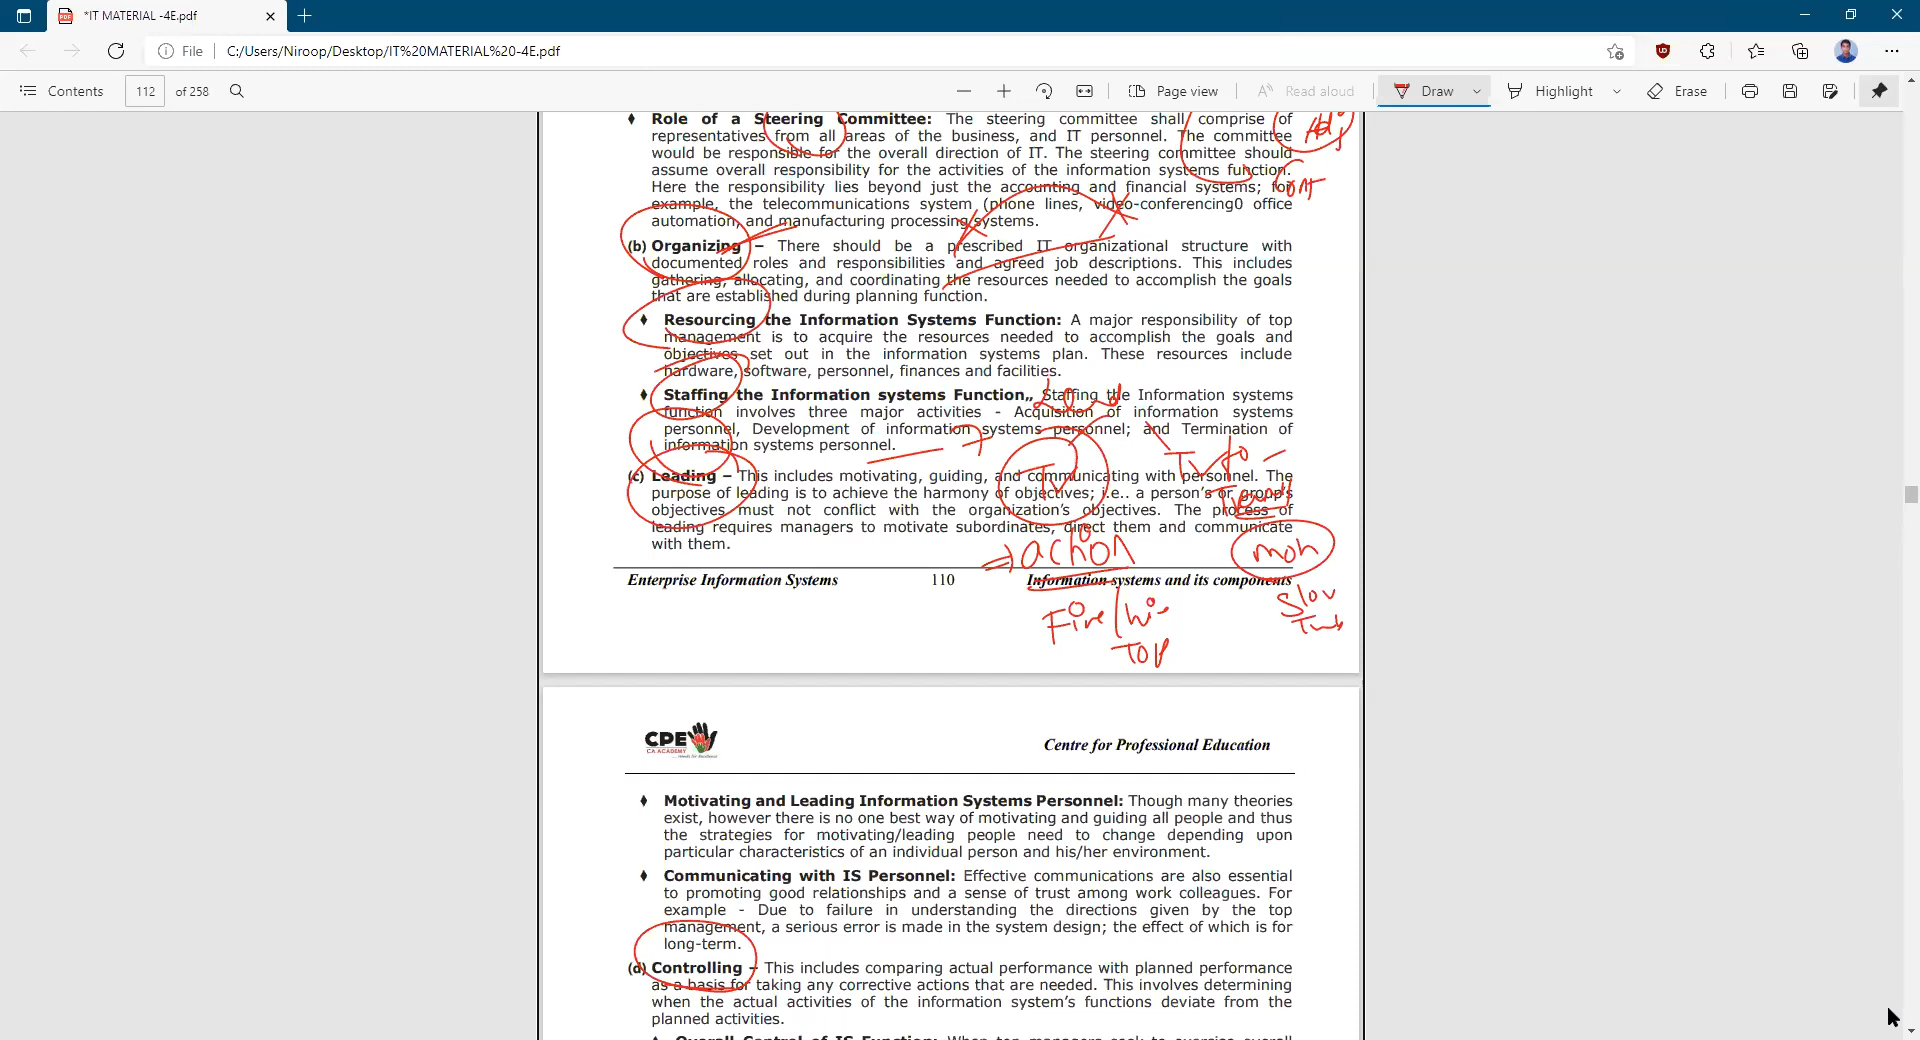 *IT MATERIAL -4E.pdf
File
C:/Users/Niroop/Desktop/IT%20MATERIAL%20-4E.pdf
Contents 112 of 258 Page view Read aloud Draw Highlight Erase
♦ Role of a Steering Committee: The steering committee shall comprise of
representatives from all areas of the business, and IT personnel. The committee
would be responsible for the overall direction of IT. The steering committee should
assume overall responsibility for the activities of the information systems function.
Here the responsibility lies beyond just the accounting and financial systems; for
example, the telecommunications system (phone lines, video-conferencing0 office
automation, and manufacturing processing systems.
(b) Organizing – There should be a prescribed IT organizational structure with
documented roles and responsibilities and agreed job descriptions. This includes
gathering, allocating, and coordinating the resources needed to accomplish the goals
that are established during planning function.
♦ Resourcing the Information Systems Function: A major responsibility of top
management is to acquire the resources needed to accomplish the goals and
objectives set out in the information systems plan. These resources include
hardware, software, personnel, finances and facilities.
♦ Staffing the Information systems Function,, Staffing the Information systems
function involves three major activities - Acquisition of information systems
personnel, Development of information systems personnel; and Termination of
information systems personnel.
(c) Leading – This includes motivating, guiding, and communicating with personnel. The
purpose of leading is to achieve the harmony of objectives; i.e.. a person's or group's
objectives must not conflict with the organization's objectives. The process of
leading requires managers to motivate subordinates, direct them and communicate
with them.
TV
action
Enterprise Information Systems 110 Information systems and its components
Fire
TOP
CPE
CA ACADEMY
Centre for Professional Education
♦ Motivating and Leading Information Systems Personnel: Though many theories
exist, however there is no one best way of motivating and guiding all people and thus
the strategies for motivating/leading people need to change depending upon
particular characteristics of an individual person and his/her environment.
♦ Communicating with IS Personnel: Effective communications are also essential
to promoting good relationships and a sense of trust among work colleagues. For
example - Due to failure in understanding the directions given by the top
management, a serious error is made in the system design; the effect of which is for
long-term.
(d) Controlling – This includes comparing actual performance with planned performance
as a basis for taking any corrective actions that are needed. This involves determining
when the actual activities of the information system's functions deviate from the
planned activities.
♦ Overall Control of IS Function: When top managers seek to exercise overall